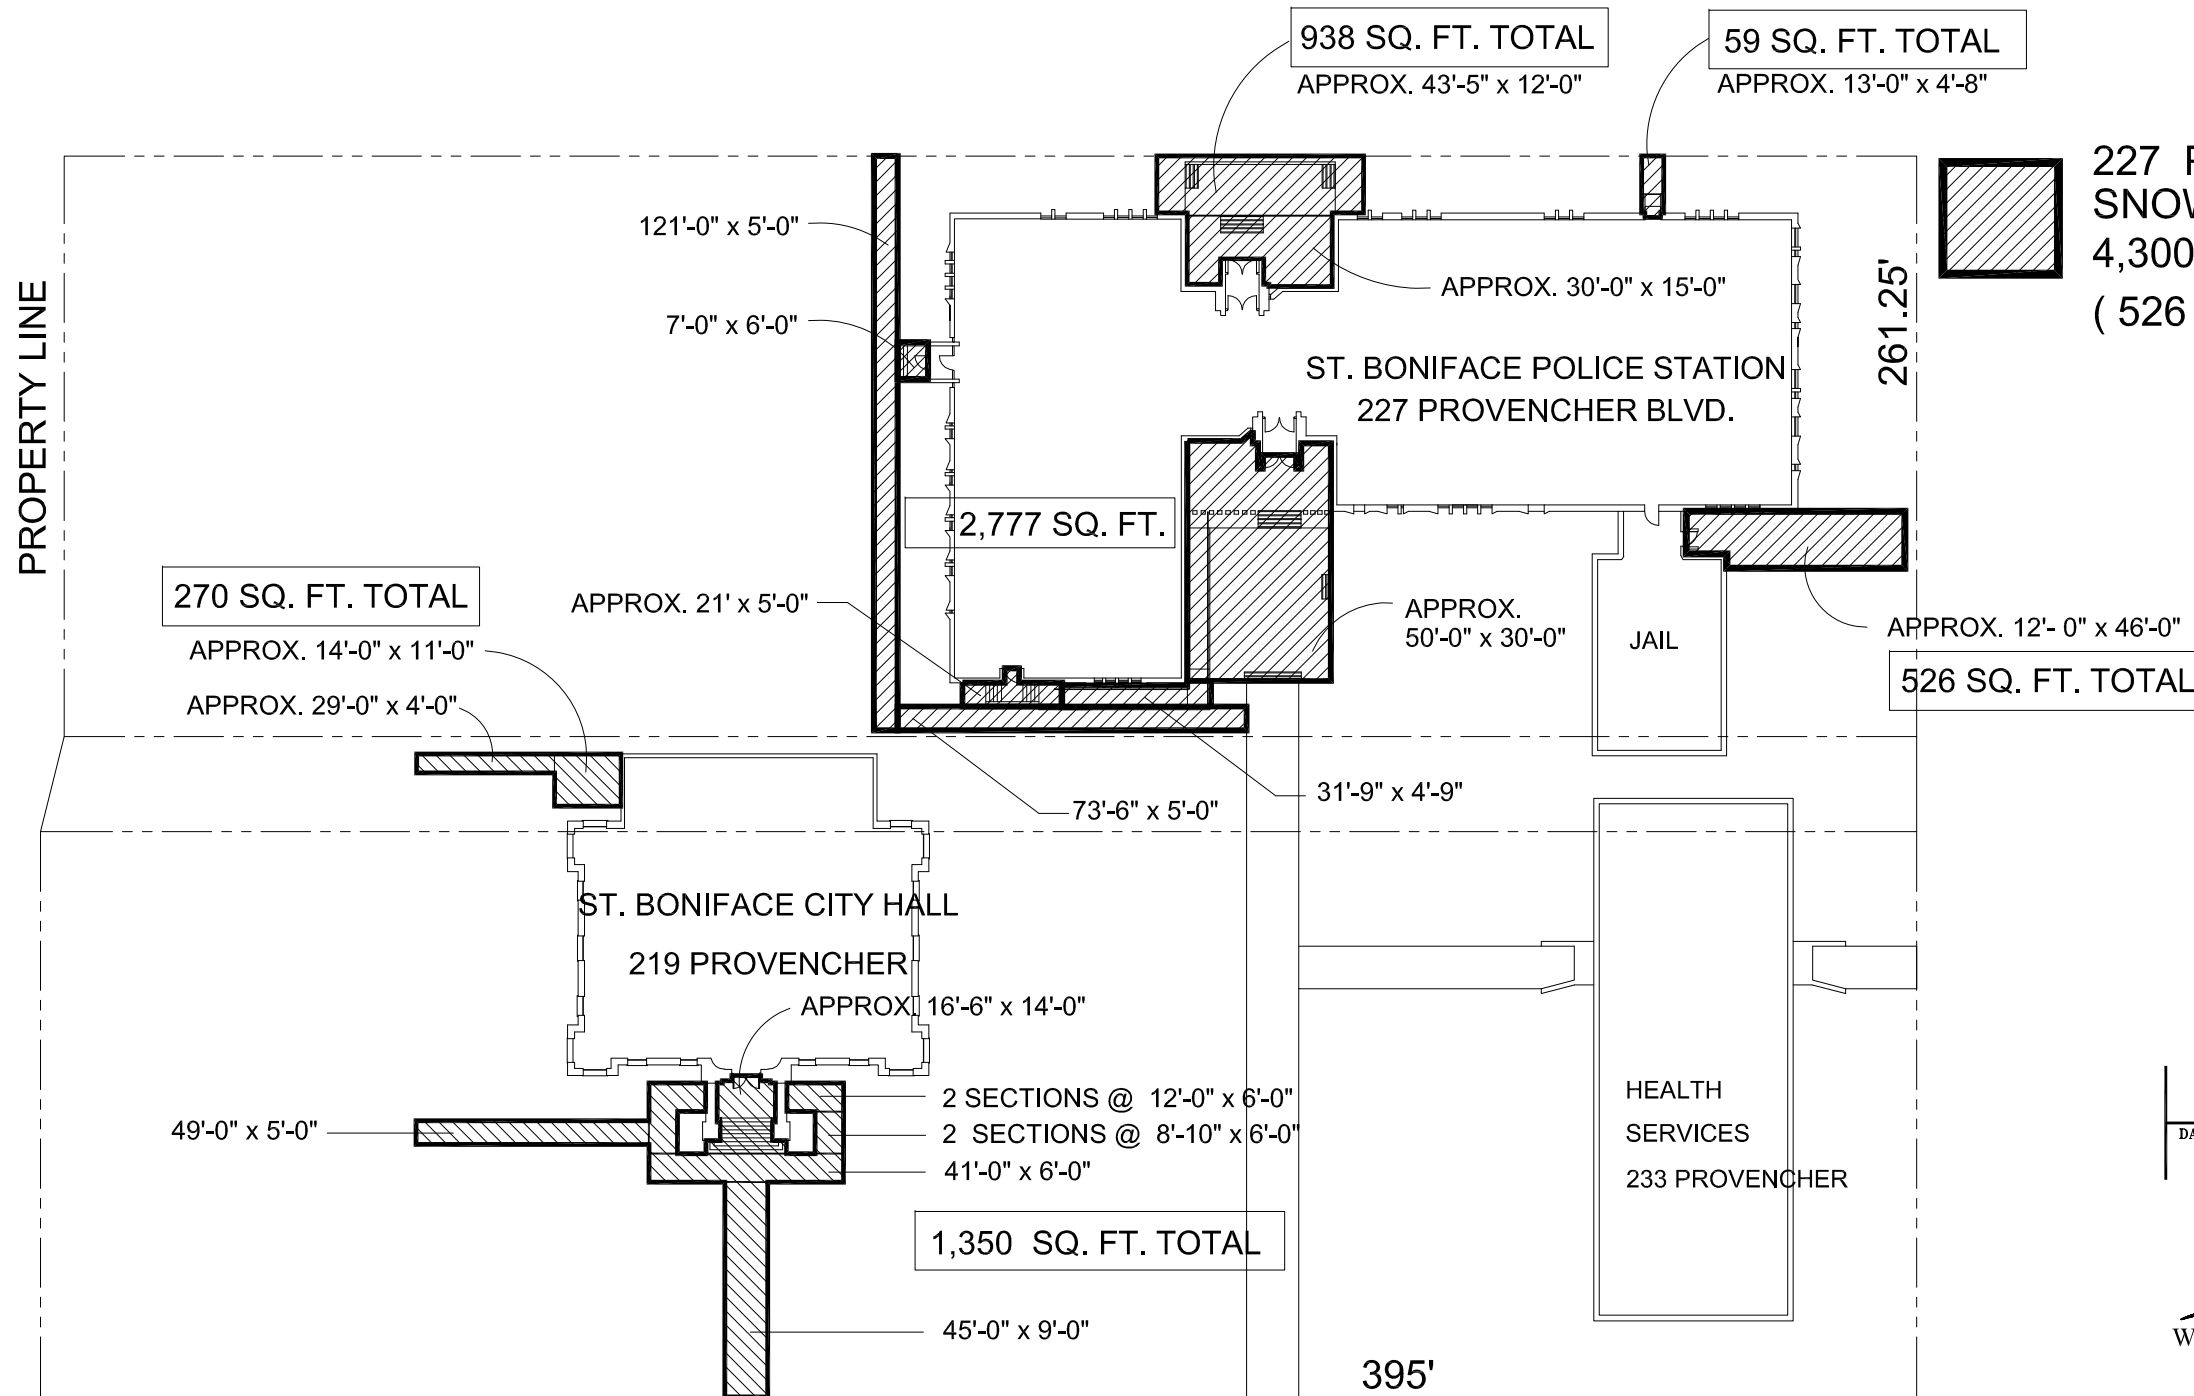 938 SQ. FT. TOTAL
APPROX. 43'-5" x 12'-0"
59 SQ. FT. TOTAL
APPROX. 13'-0" x 4'-8"
227
4,300
( 526
261.25'
PROPERTY LINE
121'-0" x 5'-0"
7'-0" x 6'-0"
APPROX. 30'-0" x 15'-0"
ST. BONIFACE POLICE STATION
227 PROVENCHER BLVD.
2,777 SQ. FT.
270 SQ. FT. TOTAL
APPROX. 14'-0" x 11'-0"
APPROX. 29'-0" x 4'-0"
APPROX. 21' x 5'-0"
APPROX.
50'-0" x 30'-0"
JAIL
APPROX. 12'- 0" x 46'-0"
526 SQ. FT. TOTAL
73'-6" x 5'-0"
31'-9" x 4'-9"
ST. BONIFACE CITY HALL
219 PROVENCHER
APPROX. 16'-6" x 14'-0"
2 SECTIONS @ 12'-0" x 6'-0"
2 SECTIONS @ 8'-10" x 6'-0"
41'-0" x 6'-0"
49'-0" x 5'-0"
1,350 SQ. FT. TOTAL
45'-0" x 9'-0"
HEALTH
SERVICES
233 PROVENCHER
395'